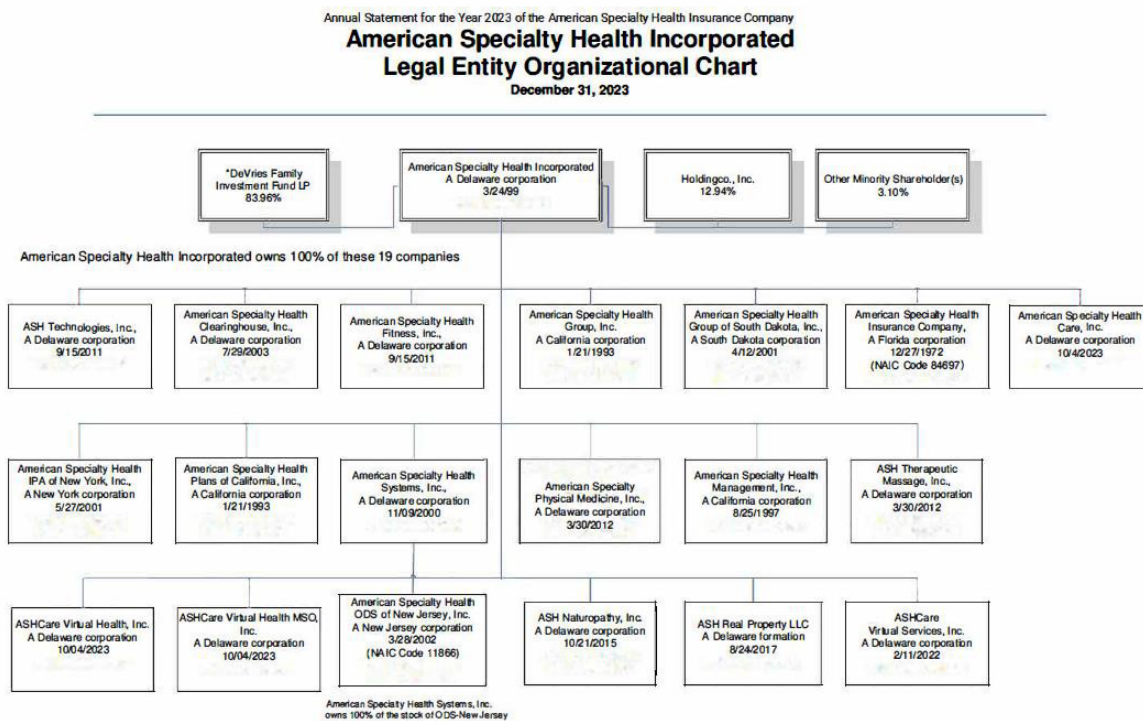 Annual Statement for the Year 2023 of the American Specialty Health Insurance Company
American Specialty Health Incorporated
Legal Entity Organizational Chart
December 31, 2023
*DeVries Family
Investment Fund LP
83.96%
American Specialty Health Incorporated
A Delaware corporation
3/24/99
Holdingco., Inc.
12.94%
Other Minority Shareholder(s)
3.10%
American Specialty Health Incorporated owns 100% of these 19 companies
ASH Technologies, Inc.,
A Delaware corporation
9/15/2011
American Specialty Health
Clearinghouse, Inc.,
A Delaware corporation
7/29/2003
American Specialty Health
Fitness, Inc.,
A Delaware corporation
9/15/2011
American Specialty Health
Group, Inc.
A California corporation
1/21/1993
American Specialty Health
Group of South Dakota, Inc.,
A South Dakota corporation
4/12/2001
American Specialty Health
Insurance Company,
A Florida corporation
12/27/1972
(NAIC Code 84697)
American Specialty Health
Care, Inc.
A Delaware corporation
10/4/2023
American Specialty Health
IPA of New York, Inc.,
A New York corporation
5/27/2001
American Specialty Health
Plans of California, Inc.,
A California corporation
1/21/1993
American Specialty Health
Systems, Inc.,
A Delaware corporation
11/09/2000
American Specialty
Physical Medicine, Inc.,
A Delaware corporation
3/30/2012
American Specialty Health
Management, Inc.,
A California corporation
8/25/1997
ASH Therapeutic
Massage, Inc.,
A Delaware corporation
3/30/2012
ASHCare Virtual Health, Inc.
A Delaware corporation
10/04/2023
ASHCare Virtual Health MSO,
Inc.
A Delaware corporation
10/04/2023
American Specialty Health
ODS of New Jersey, Inc.
A New Jersey corporation
3/28/2002
(NAIC Code 11866)
ASH Naturopathy, Inc.
A Delaware corporation
10/21/2015
ASH Real Property LLC
A Delaware formation
8/24/2017
ASHCare
Virtual Services, Inc.
A Delaware corporation
2/11/2022
American Specialty Health Systems, Inc.
owns 100% of the stock of ODS-New Jersey